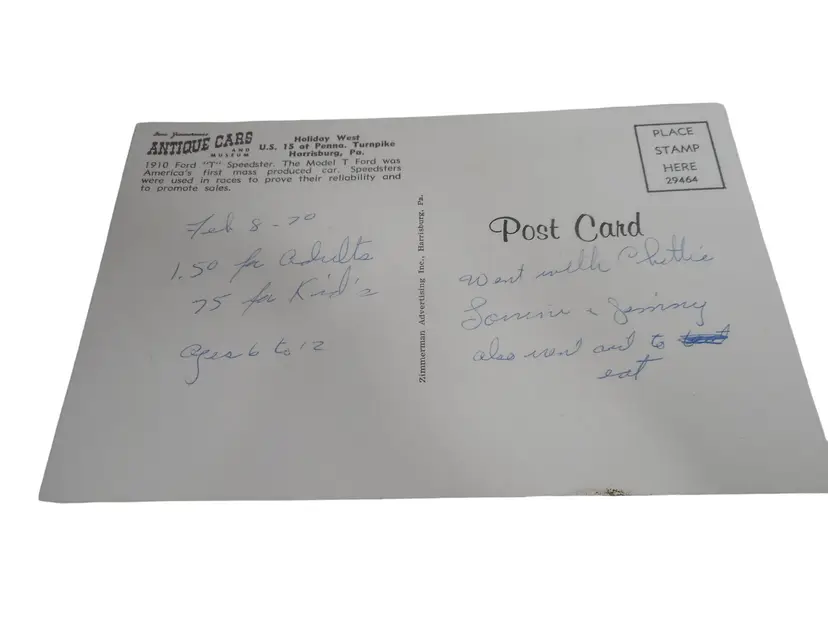 Gene Zimmerman's
ANTIQUE CARS
AND
MUSEUM
Holiday West
U.S. 15 at Penna. Turnpike
Harrisburg, Pa.
1910 Ford "T" Speedster. The Model T Ford was
America's first mass produced car. Speedsters
were used in races to prove their reliability and
to promote sales.
Feb 8-70
1.50 for Adults
75 for Kid's
ages 6 to 12
Zimmerman Advertising Inc., Harrisburg, Pa.
PLACE
STAMP
HERE
29464
Post Card
Went with
& Jimmy
also went out to
eat